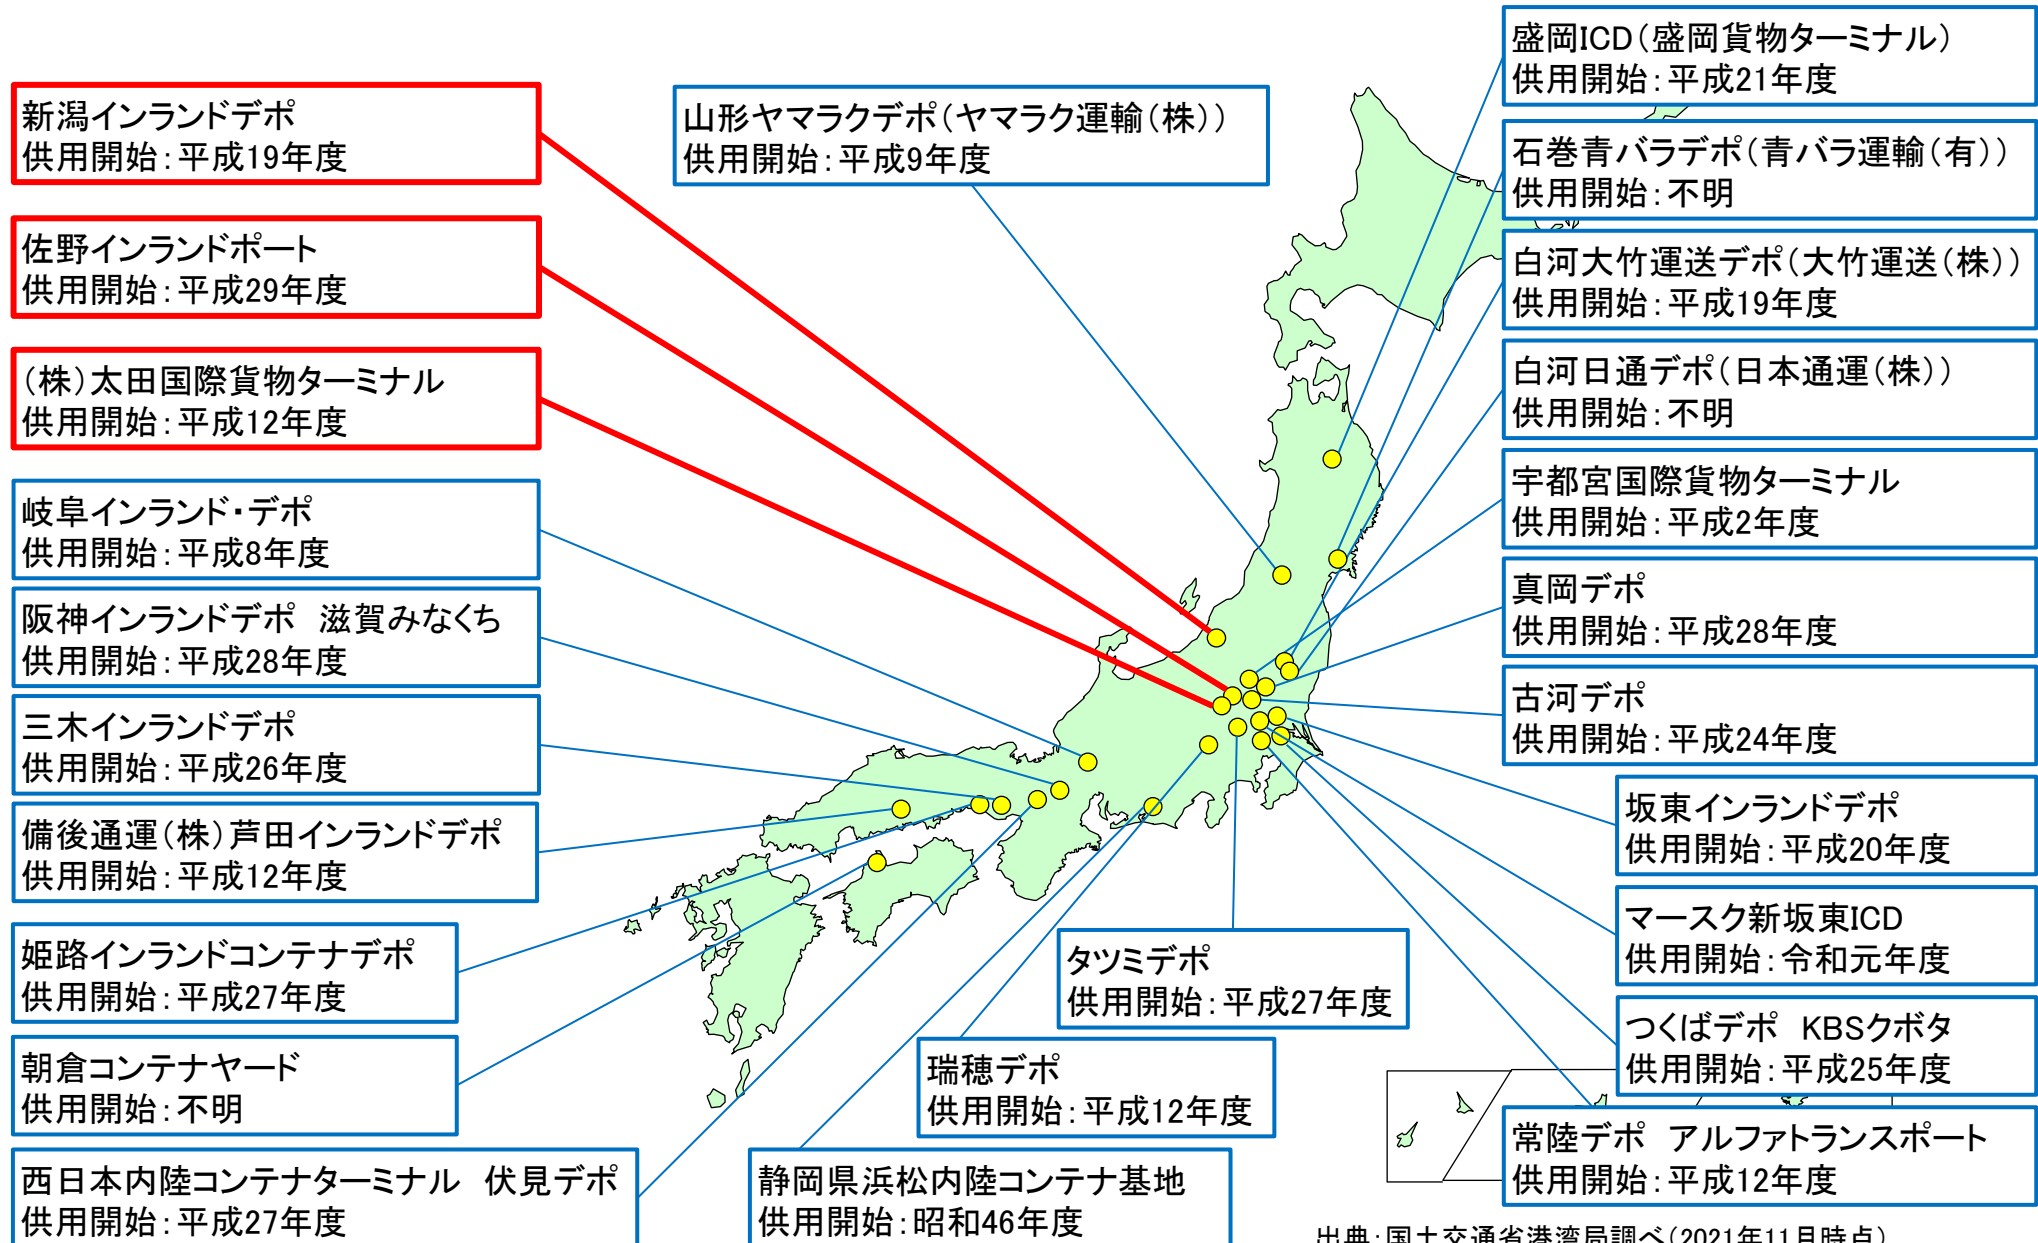 新潟インランドデポ
供用開始：平成19年度
佐野インランドポート
供用開始：平成29年度
（株）太田国際貨物ターミナル
供用開始：平成12年度
岐阜インランド・デポ
供用開始：平成8年度
阪神インランドデポ　滋賀みなくち
供用開始：平成28年度
三木インランドデポ
供用開始：平成26年度
備後通運（株）芦田インランドデポ
供用開始：平成12年度
姫路インランドコンテナデポ
供用開始：平成27年度
朝倉コンテナヤード
供用開始：不明
西日本内陸コンテナターミナル　伏見デポ
供用開始：平成27年度
山形ヤマラクデポ（ヤマラク運輸（株））
供用開始：平成9年度
タツミデポ
供用開始：平成27年度
瑞穂デポ
供用開始：平成12年度
静岡県浜松内陸コンテナ基地
供用開始：昭和46年度
盛岡ICD（盛岡貨物ターミナル）
供用開始：平成21年度
石巻青バラデポ（青バラ運輸（有））
供用開始：不明
白河大竹運送デポ（大竹運送（株））
供用開始：平成19年度
白河日通デポ（日本通運（株））
供用開始：不明
宇都宮国際貨物ターミナル
供用開始：平成2年度
真岡デポ
供用開始：平成28年度
古河デポ
供用開始：平成24年度
坂東インランドデポ
供用開始：平成20年度
マースク新坂東ICD
供用開始：令和元年度
つくばデポ　KBSクボタ
供用開始：平成25年度
常陸デポ　アルファトランスポート
供用開始：平成12年度
出典：国土交通省港湾局調べ（2021年11月時点）